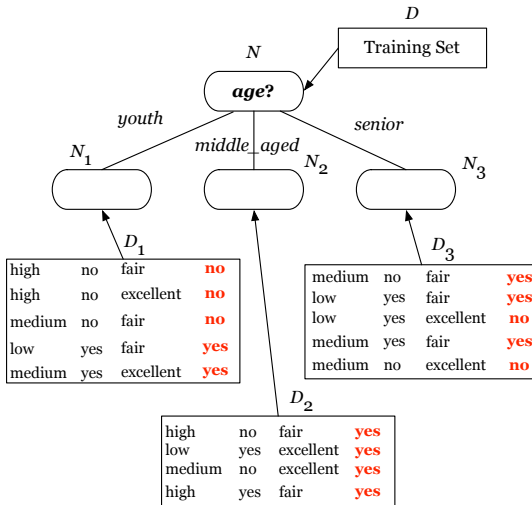 D
N
Training Set
age?
youth
senior
middle_aged
N1
N2
N3
D1
high no fair no
high no excellent no
medium no fair no
low yes fair yes
medium yes excellent yes
D3
medium no fair yes
low yes fair yes
low yes excellent no
medium yes fair yes
medium no excellent no
D2
high no fair yes
low yes excellent yes
medium no excellent yes
high yes fair yes